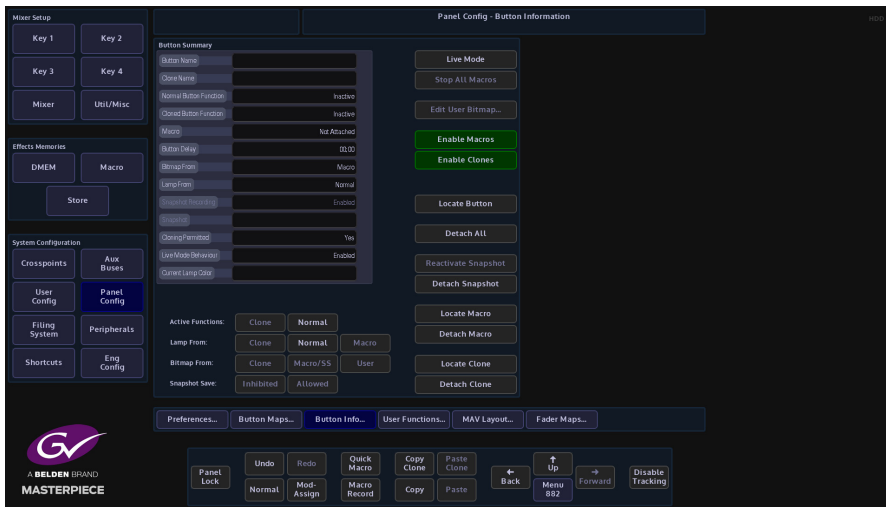 Mixer Setup
Key 1
Key 2
Key 3
Key 4
Mixer
Util/Misc
Effects Memories
DMEM
Macro
Store
System Configuration
Crosspoints
Aux
Buses
User
Config
Panel
Config
Filing
System
Peripherals
Shortcuts
Eng
Config
GV
A BELDEN BRAND
MASTERPIECE
Panel Config - Button Information
HDD
Button Summary
Button Name
Clone Name
Normal Button Function Inactive
Cloned Button Function Inactive
Macro Not Attached
Button Delay 00:00
Bitmap From Macro
Lamp From Normal
Snapshot Recording Enabled
Snapshot
Cloning Permitted Yes
Live Mode Behaviour Enabled
Current Lamp Color
Active Functions: Clone Normal
Lamp From: Clone Normal Macro
Bitmap From: Clone Macro/SS User
Snapshot Save: Inhibited Allowed
Live Mode
Stop All Macros
Edit User Bitmap...
Enable Macros
Enable Clones
Locate Button
Detach All
Reactivate Snapshot
Detach Snapshot
Locate Macro
Detach Macro
Locate Clone
Detach Clone
Preferences... Button Maps... Button Info... User Functions... MAV Layout... Fader Maps...
Panel
Lock
Undo
Redo
Normal
Mod-
Assign
Quick
Macro
Macro
Record
Copy
Clone
Paste
Clone
Copy
Paste
Back
Up
Menu
882
Forward
Disable
Tracking